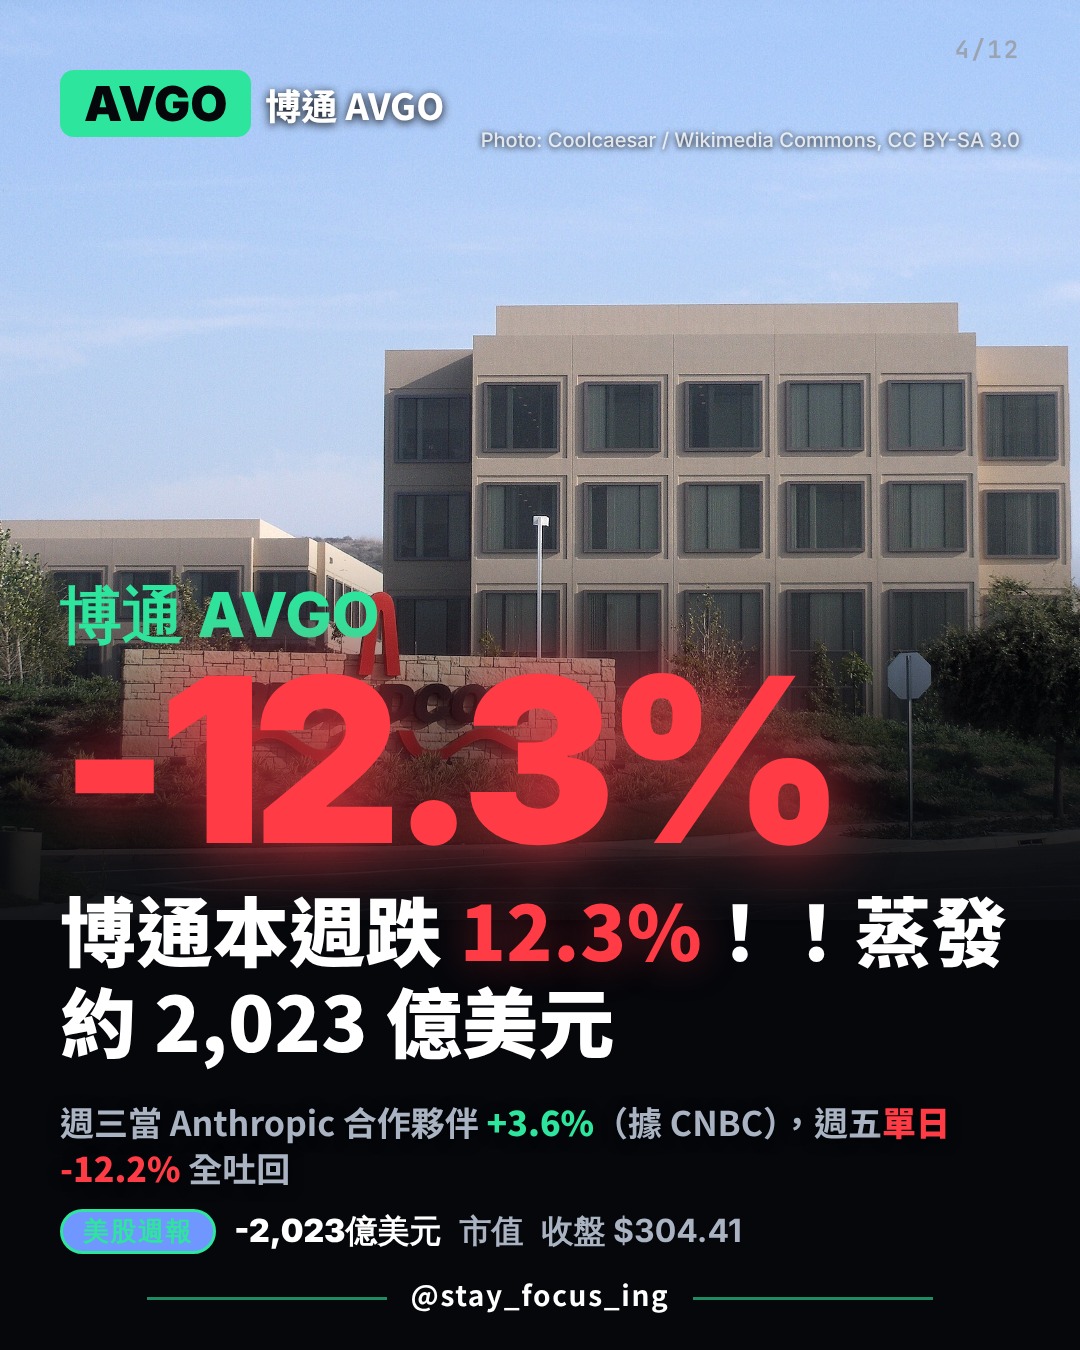 4/12
AVGO 博通 AVGO
Photo: Coolcaesar / Wikimedia Commons, CC BY-SA 3.0
博通 AVGO
-12.3%
博通本週跌 12.3%！！蒸發
約 2,023 億美元
週三當 Anthropic 合作夥伴 +3.6%（據 CNBC），週五單日
-12.2% 全吐回
美股週報 -2,023億美元 市值 收盤 $304.41
@stay_focus_ing